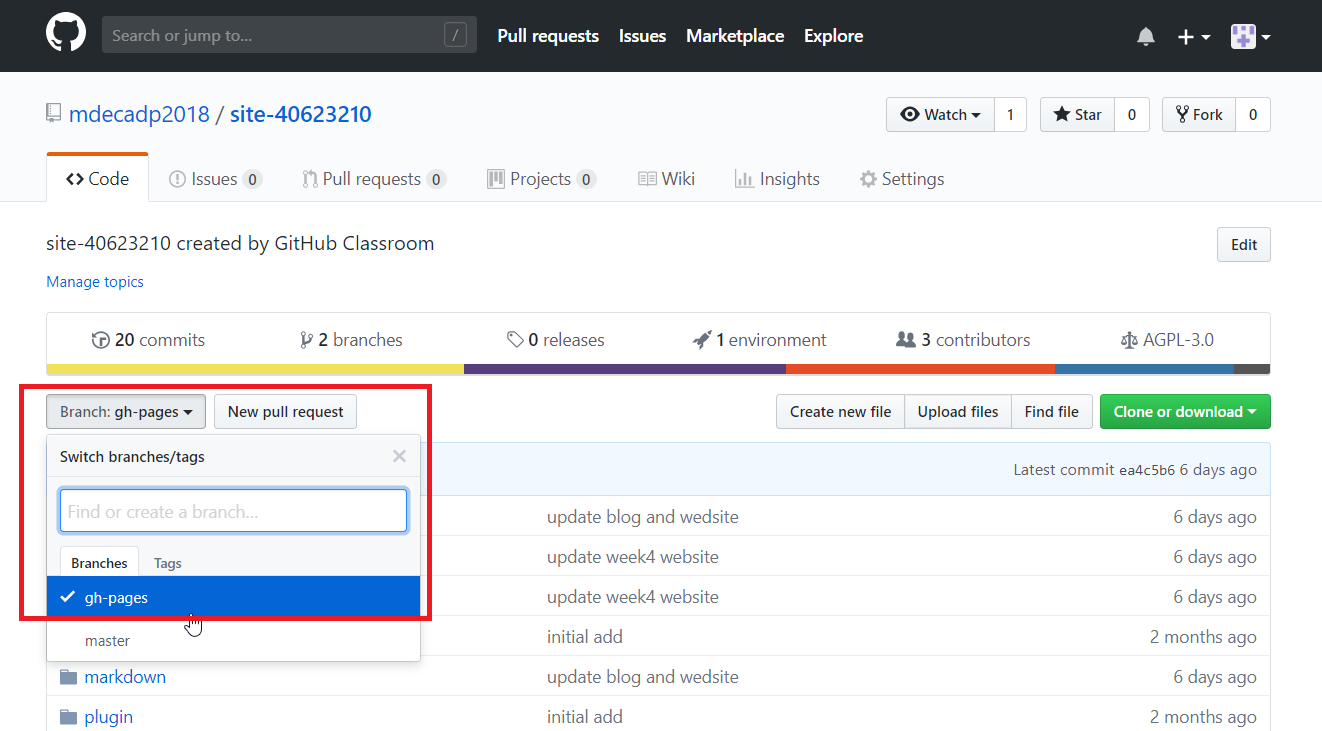 Search or jump to... / Pull requests Issues Marketplace Explore
mdecadp2018 / site-40623210 Watch 1 Star 0 Fork 0
Code Issues 0 Pull requests 0 Projects 0 Wiki Insights Settings
site-40623210 created by GitHub Classroom Edit
Manage topics
20 commits 2 branches 0 releases 1 environment 3 contributors AGPL-3.0
Branch: gh-pages New pull request Create new file Upload files Find file Clone or download
Switch branches/tags
Latest commit ea4c5b6 6 days ago
Find or create a branch...
update blog and wedsite 6 days ago
Branches Tags
update week4 website 6 days ago
gh-pages
update week4 website 6 days ago
master
initial add 2 months ago
markdown update blog and wedsite 6 days ago
plugin initial add 2 months ago